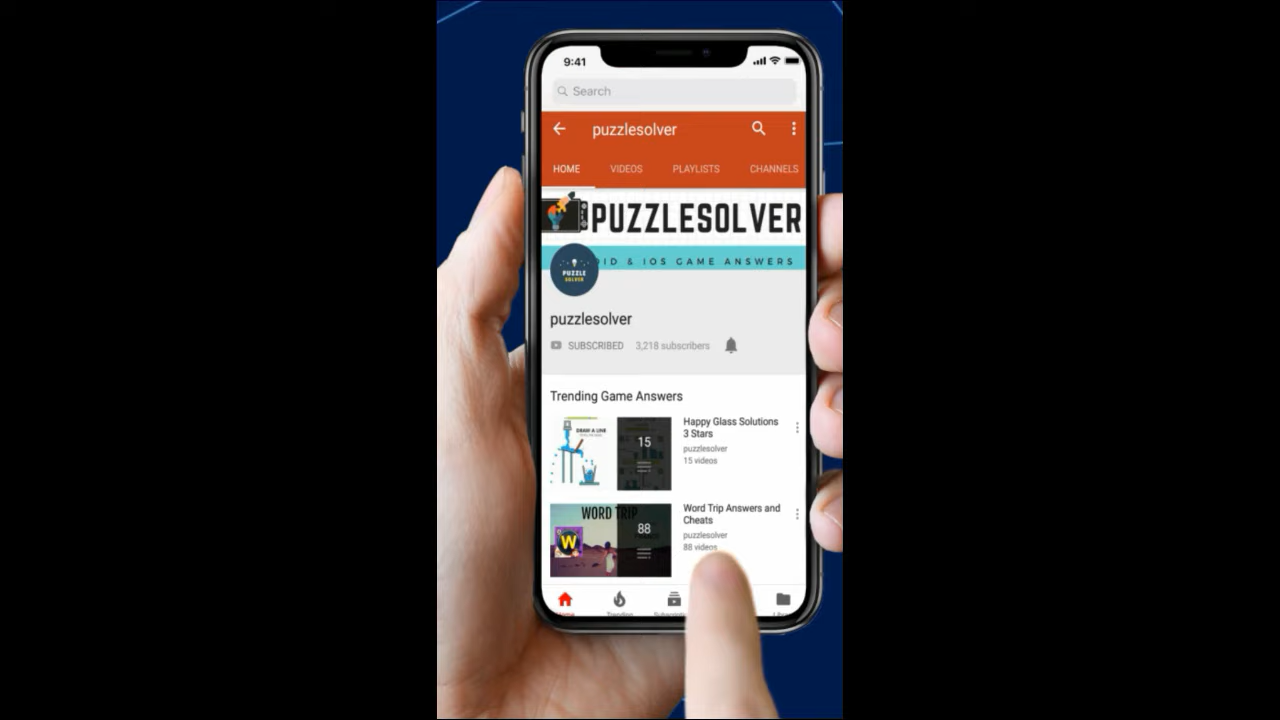 9:41
Search
puzzlesolver
HOME VIDEOS PLAYLISTS CHANNELS
PUZZLESOLVER
ID & IOS GAME ANSWERS
PUZZLE
SOLVER
puzzlesolver
SUBSCRIBED 3,218 subscribers
Trending Game Answers
DRAW A LINE
15
Happy Glass Solutions
3 Stars
puzzlesolver
15 videos
WORD TRIP
W
88
Word Trip Answers and
Cheats
puzzlesolver
88 videos
Home Trending